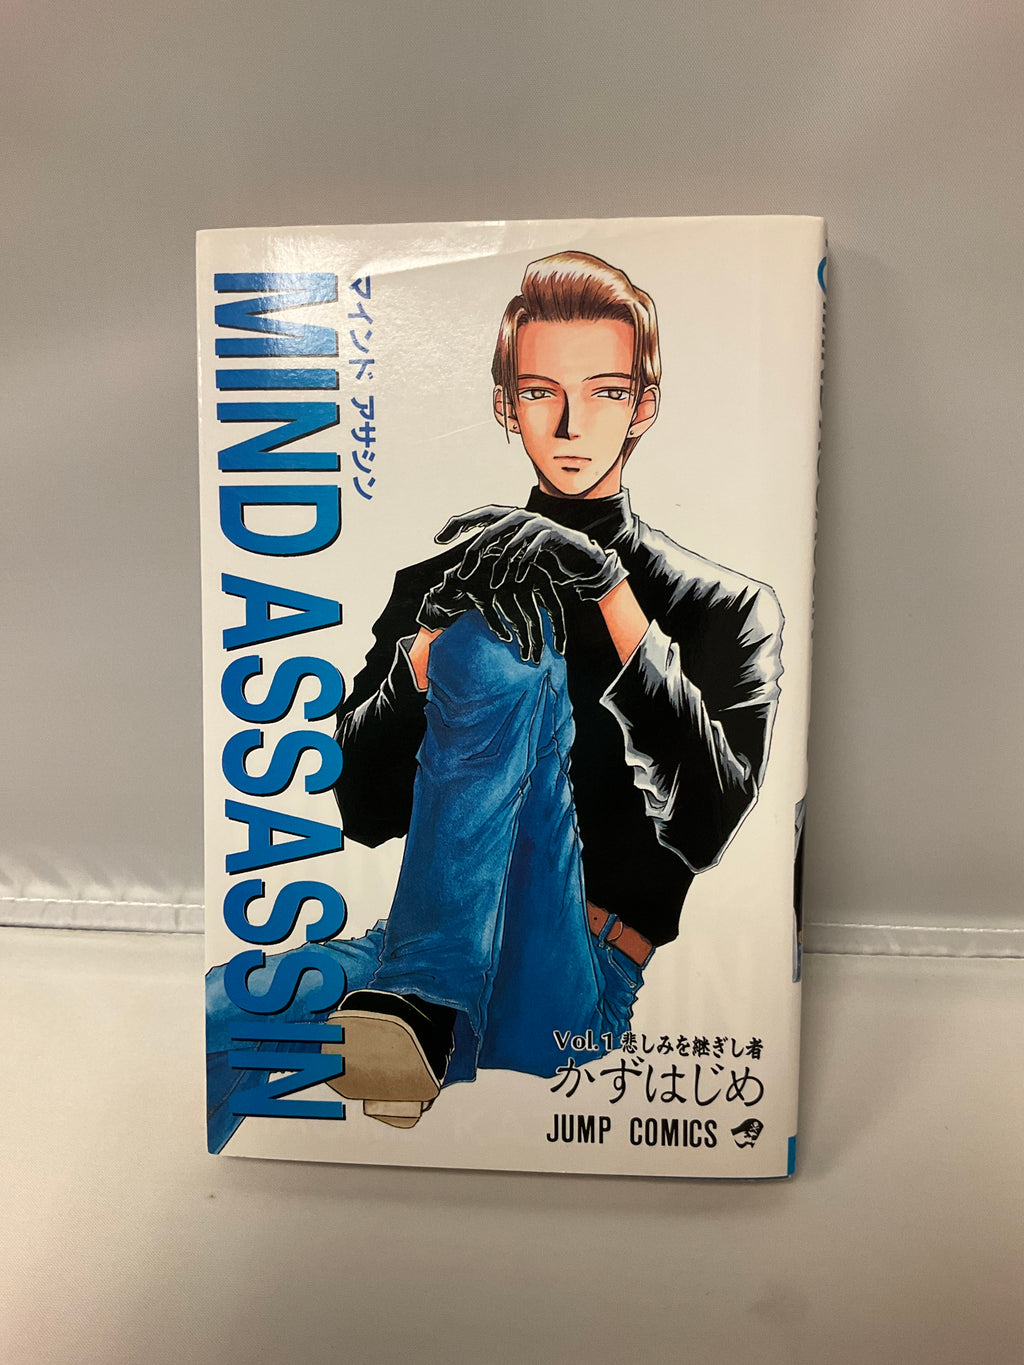 MIND ASSASSIN
マインド アサシン
Vol.1 悲しみを継ぎし者
かずはじめ
JUMP COMICS